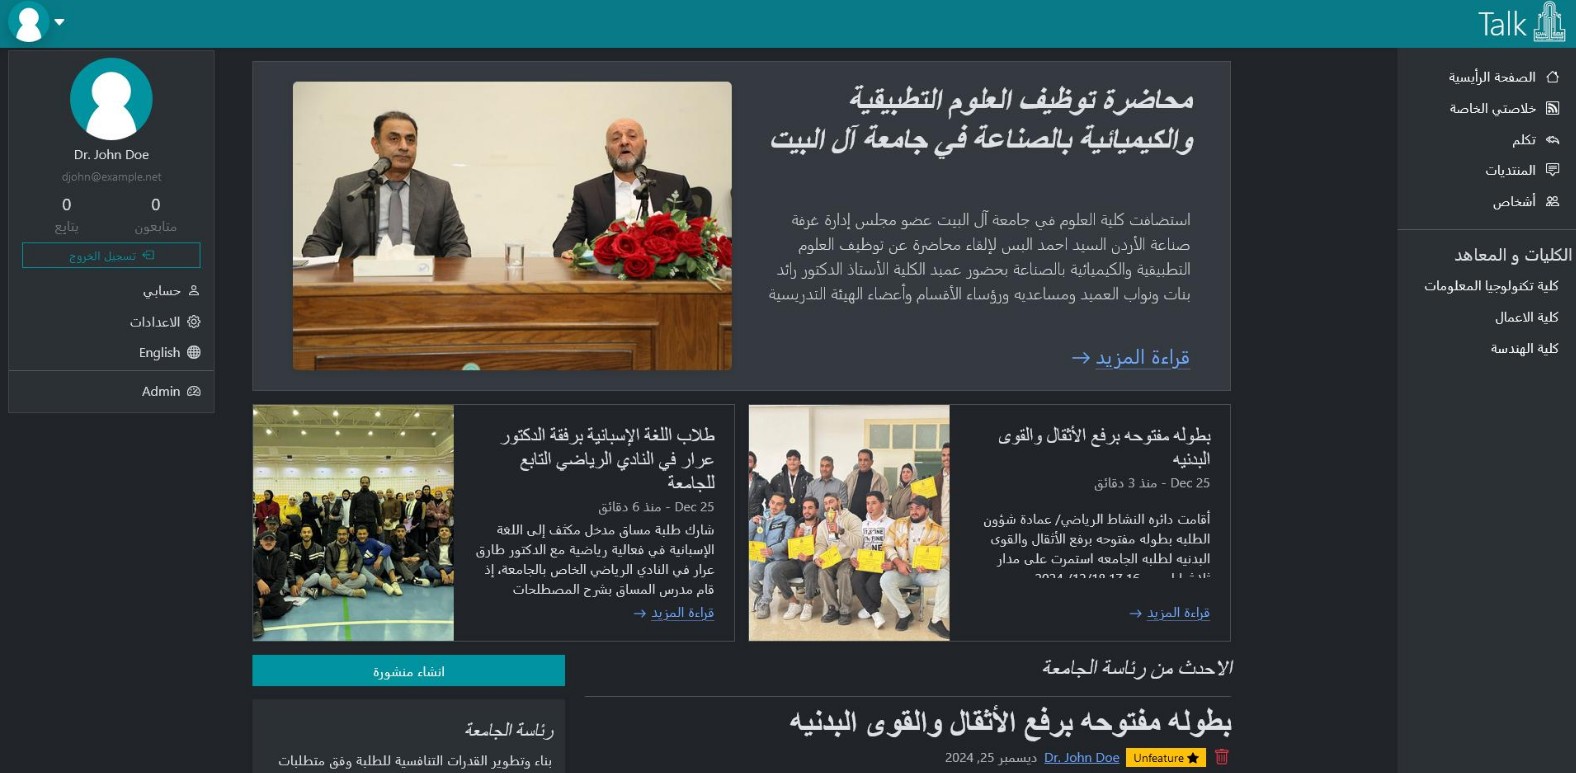 Talk
الصفحة الرأيسية
خلاصتي الخاصة
تكلم
المنتديات
أشخاص
الكليات و المعاهد
كلية تكنولوجيا المعلومات
كلية الاعمال
كلية الهندسة
محاضرة توظيف العلوم التطبيقية
والكيميائية بالصناعة في جامعة آل البيت
استضافت كلية العلوم في جامعة آل البيت عضو مجلس إدارة غرفة
صناعة الأردن السيد احمد البس لإلقاء محاضرة عن توظيف العلوم
التطبيقية والكيميائية بالصناعة بحضور عميد الكلية الأستاذ الدكتور رائد
بنات ونواب العميد ومساعديه ورؤساء الأقسام وأعضاء الهيئة التدريسية
قراءة المزيد →
بطوله مفتوحه برفع الأثقال والقوى
البدنيه
Dec 25 - منذ 3 دقائق
أقامت دائره النشاط الرياضي/ عمادة شؤون
الطلبه بطوله مفتوحه برفع الأثقال والقوى
البدنيه لطلبه الجامعه استمرت على مدار
قراءة المزيد →
طلاب اللغة الإسبانية برفقة الدكتور
عرار في النادي الرياضي التابع
للجامعة
Dec 25 - منذ 6 دقائق
شارك طلبة مساق مدخل مكثف إلى اللغة
الإسبانية في فعالية رياضية مع الدكتور طارق
عرار في النادي الرياضي الخاص بالجامعة، إذ
قام مدرس المساق بشرح المصطلحات
قراءة المزيد →
الاحدث من رئاسة الجامعة
بطوله مفتوحه برفع الأثقال والقوى البدنيه
Unfeature Dr. John Doe ديسمبر 25, 2024
انشاء منشورة
رئاسة الجامعة
بناء وتطوير القدرات التنافسية للطلبة وفق متطلبات
Dr. John Doe
djohn@example.net
0 0
متابعون يتابع
تسجيل الخروج
حسابي
الاعدادات
English
Admin